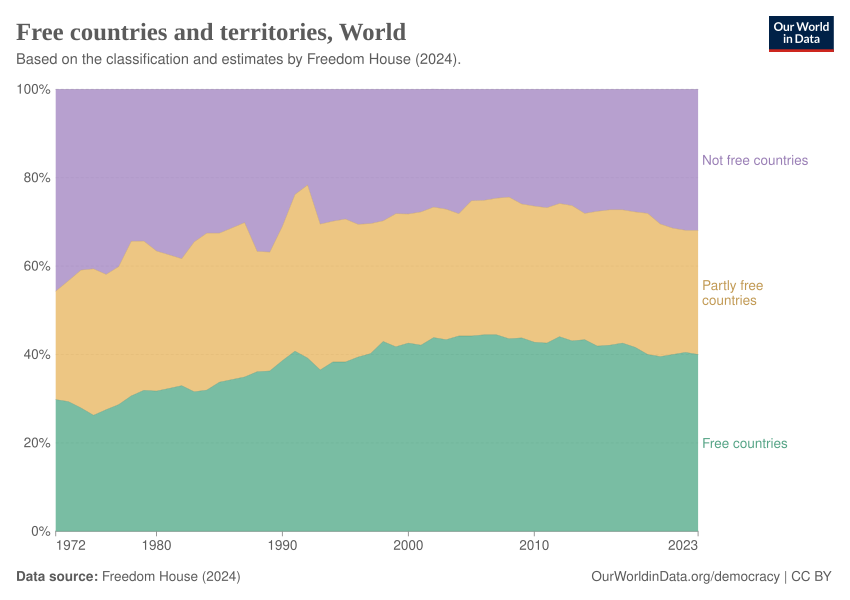 Free countries and territories, World
Based on the classification and estimates by Freedom House (2024).
Our World
in Data
100%
80%
60%
40%
20%
0%
Not free countries
Partly free
countries
Free countries
1972
1980
1990
2000
2010
2023
Data source: Freedom House (2024)
OurWorldinData.org/democracy | CC BY